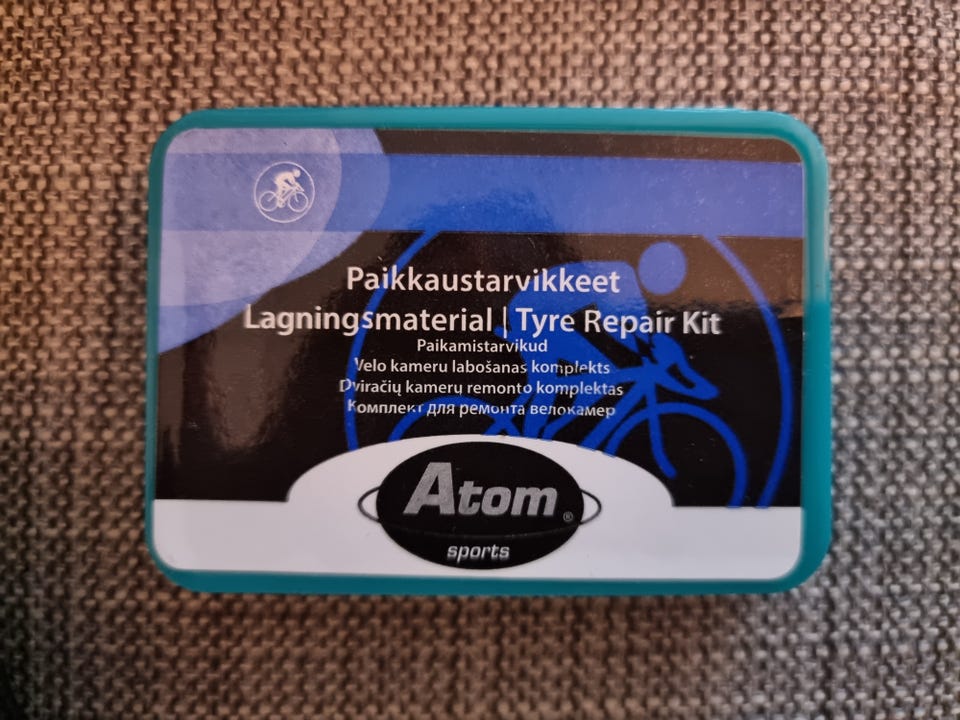 Paikkaustarvikkeet
Lagningsmaterial | Tyre Repair Kit
Paikamistarvikud
Velo kameru labošanas komplekts
Dviračių kamerų remonto komplektas
Комплект для ремонта велокамер
Atom®
sports